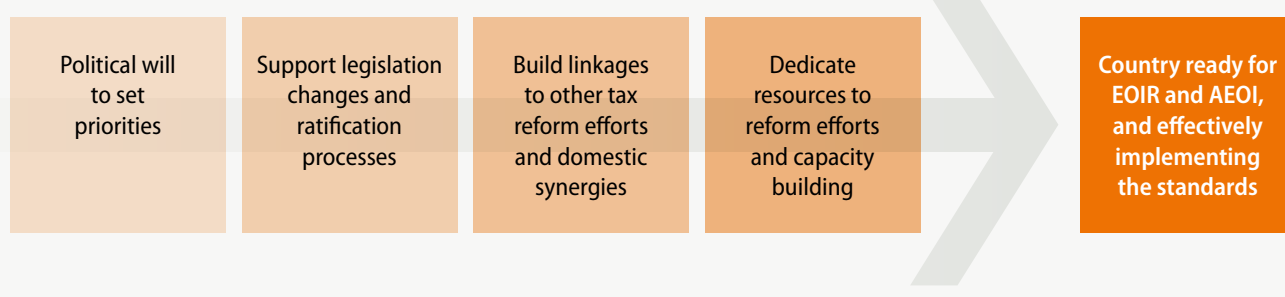 Political will
to set
priorities
Support legislation
changes and
ratification
processes
Build linkages
to other tax
reform efforts
and domestic
synergies
Dedicate
resources to
reform efforts
and capacity
building
Country ready for
EOIR and AEOI,
and effectively
implementing
the standards